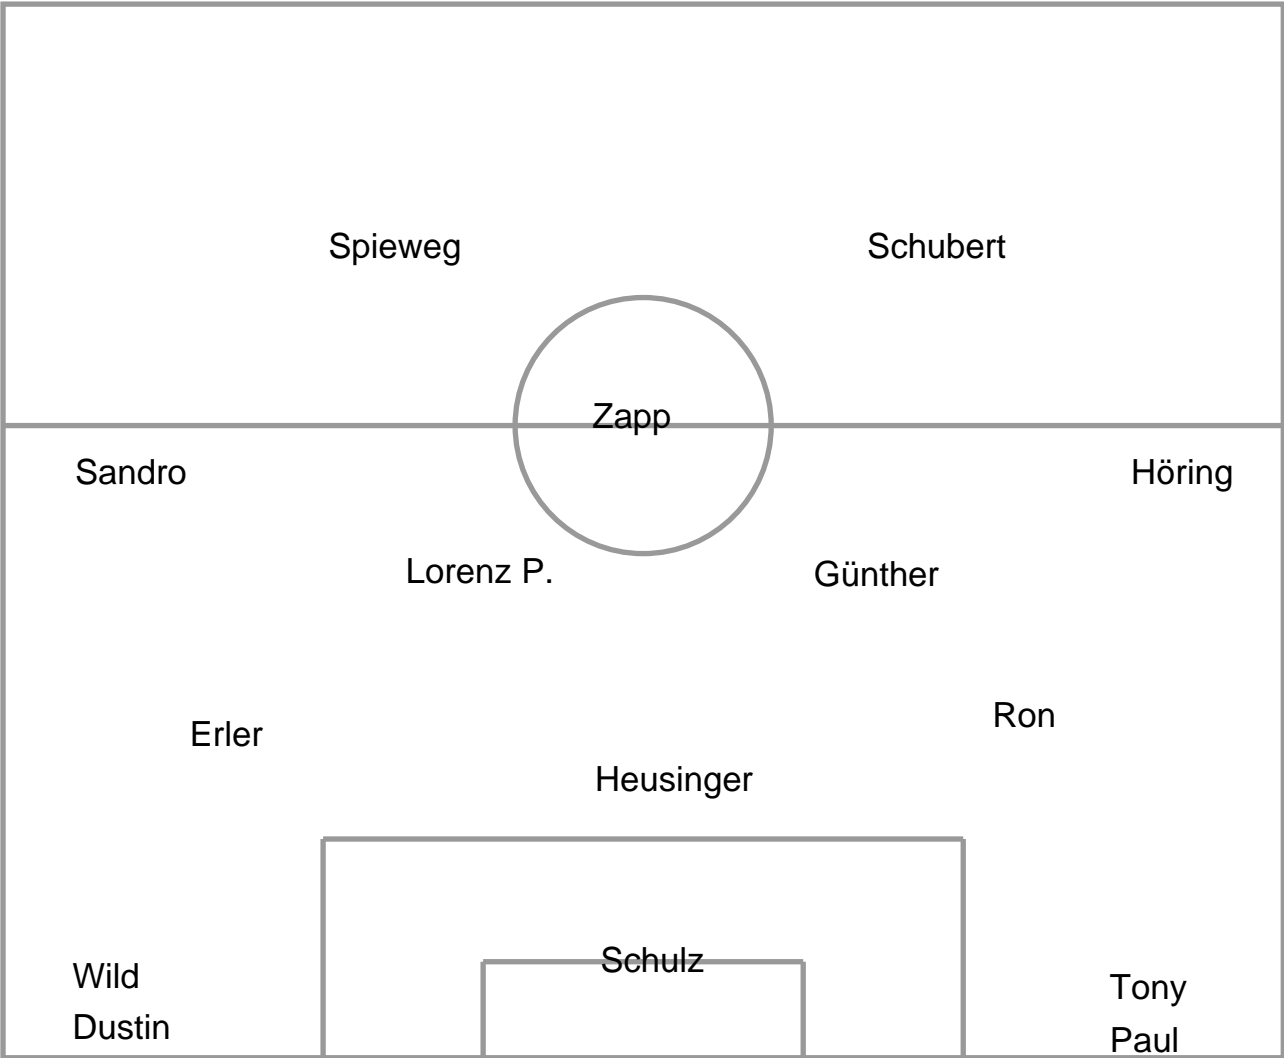 Spieweg
Schubert
Zapp
Sandro
Höring
Lorenz P.
Günther
Ron
Erler
Heusinger
Schulz
Wild
Tony
Dustin
Paul